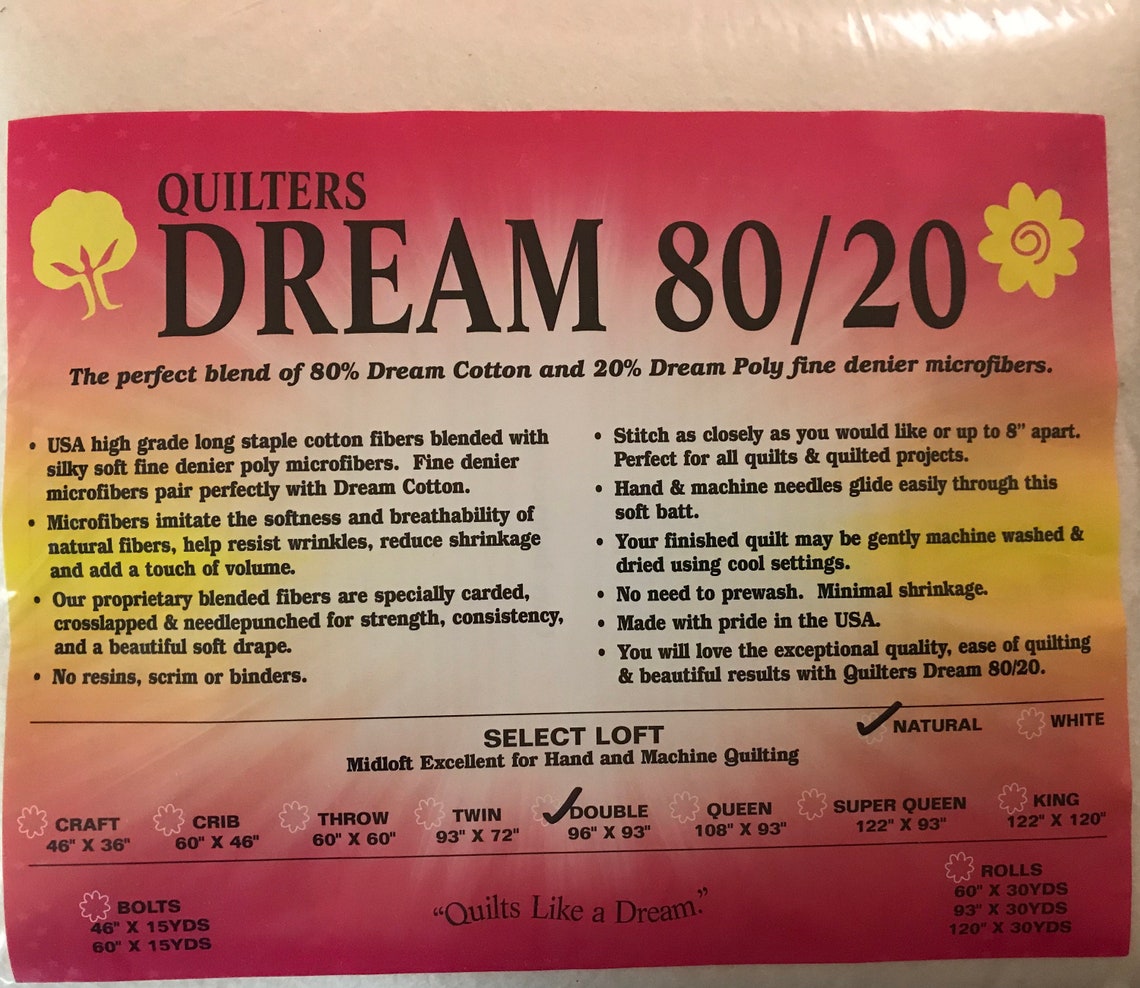 QUILTERS
DREAM 80/20
The perfect blend of 80% Dream Cotton and 20% Dream Poly fine denier microfibers.
• USA high grade long staple cotton fibers blended with
silky soft fine denier poly microfibers. Fine denier
microfibers pair perfectly with Dream Cotton.
• Microfibers imitate the softness and breathability of
natural fibers, help resist wrinkles, reduce shrinkage
and add a touch of volume.
• Our proprietary blended fibers are specially carded,
crosslapped & needlepunched for strength, consistency,
and a beautiful soft drape.
• No resins, scrim or binders.
• Stitch as closely as you would like or up to 8” apart.
Perfect for all quilts & quilted projects.
• Hand & machine needles glide easily through this
soft batt.
• Your finished quilt may be gently machine washed &
dried using cool settings.
• No need to prewash. Minimal shrinkage.
• Made with pride in the USA.
• You will love the exceptional quality, ease of quilting
& beautiful results with Quilters Dream 80/20.
NATURAL WHITE
SELECT LOFT
Midloft Excellent for Hand and Machine Quilting
CRAFT
46" X 36"
CRIB
60" X 46"
THROW
60" X 60"
TWIN
93" X 72"
DOUBLE
96" X 93"
QUEEN
108" X 93"
SUPER QUEEN
122" X 93"
KING
122" X 120"
BOLTS
46" X 15YDS
60" X 15YDS
“Quilts Like a Dream.”
ROLLS
60" X 30YDS
93" X 30YDS
120" X 30YDS